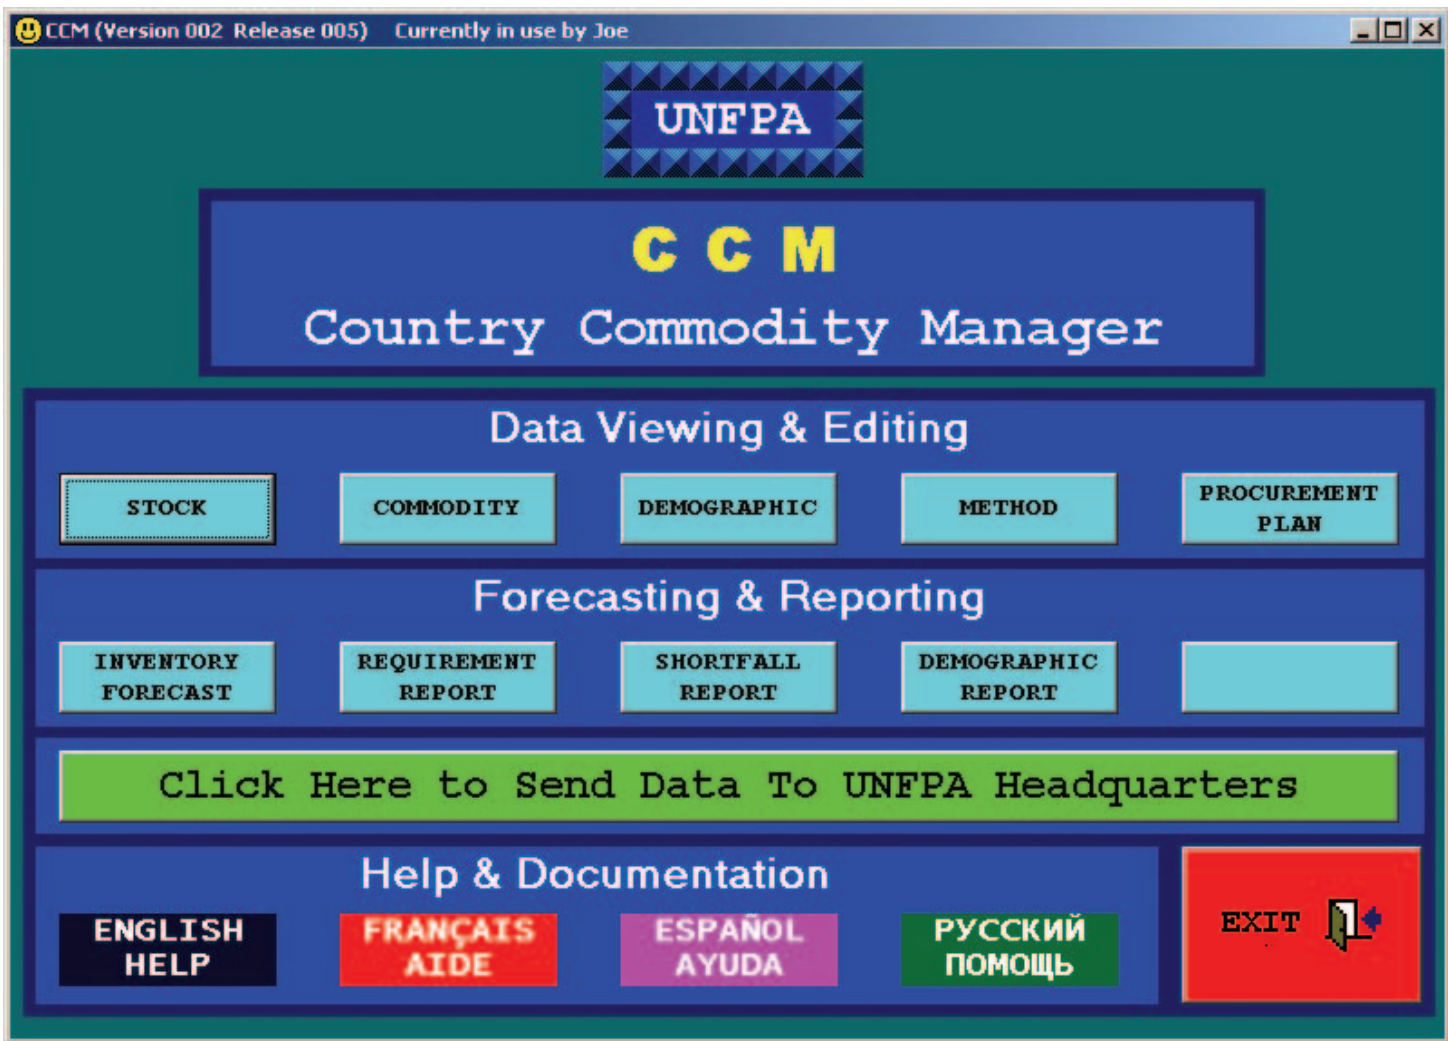 CCM (Version 002 Release 005) Currently in use by Joe
UNFPA
C C M
Country Commodity Manager
Data Viewing & Editing
STOCK
COMMODITY
DEMOGRAPHIC
METHOD
PROCUREMENT
PLAN
Forecasting & Reporting
INVENTORY
FORECAST
REQUIREMENT
REPORT
SHORTFALL
REPORT
DEMOGRAPHIC
REPORT
Click Here to Send Data To UNFPA Headquarters
Help & Documentation
ENGLISH
HELP
FRANÇAIS
AIDE
ESPAÑOL
AYUDA
РУССКИЙ
ПОМОЩЬ
EXIT